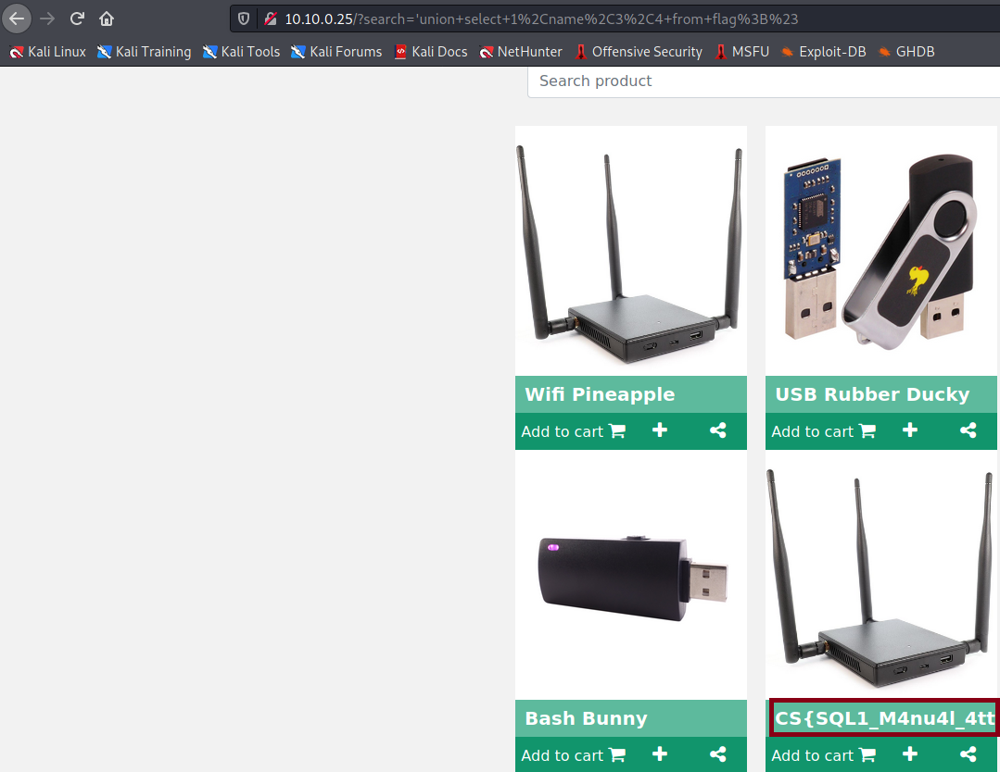 10.10.0.25/?search='union+select+1%2Cname%2C3%2C4+from+flag%3B%23
Kali Linux Kali Training Kali Tools Kali Forums Kali Docs NetHunter Offensive Security MSFU Exploit-DB GHDB
Search product
Wifi Pineapple USB Rubber Ducky
Add to cart Add to cart
Bash Bunny CS{SQL1_M4nu4l_4tt
Add to cart Add to cart